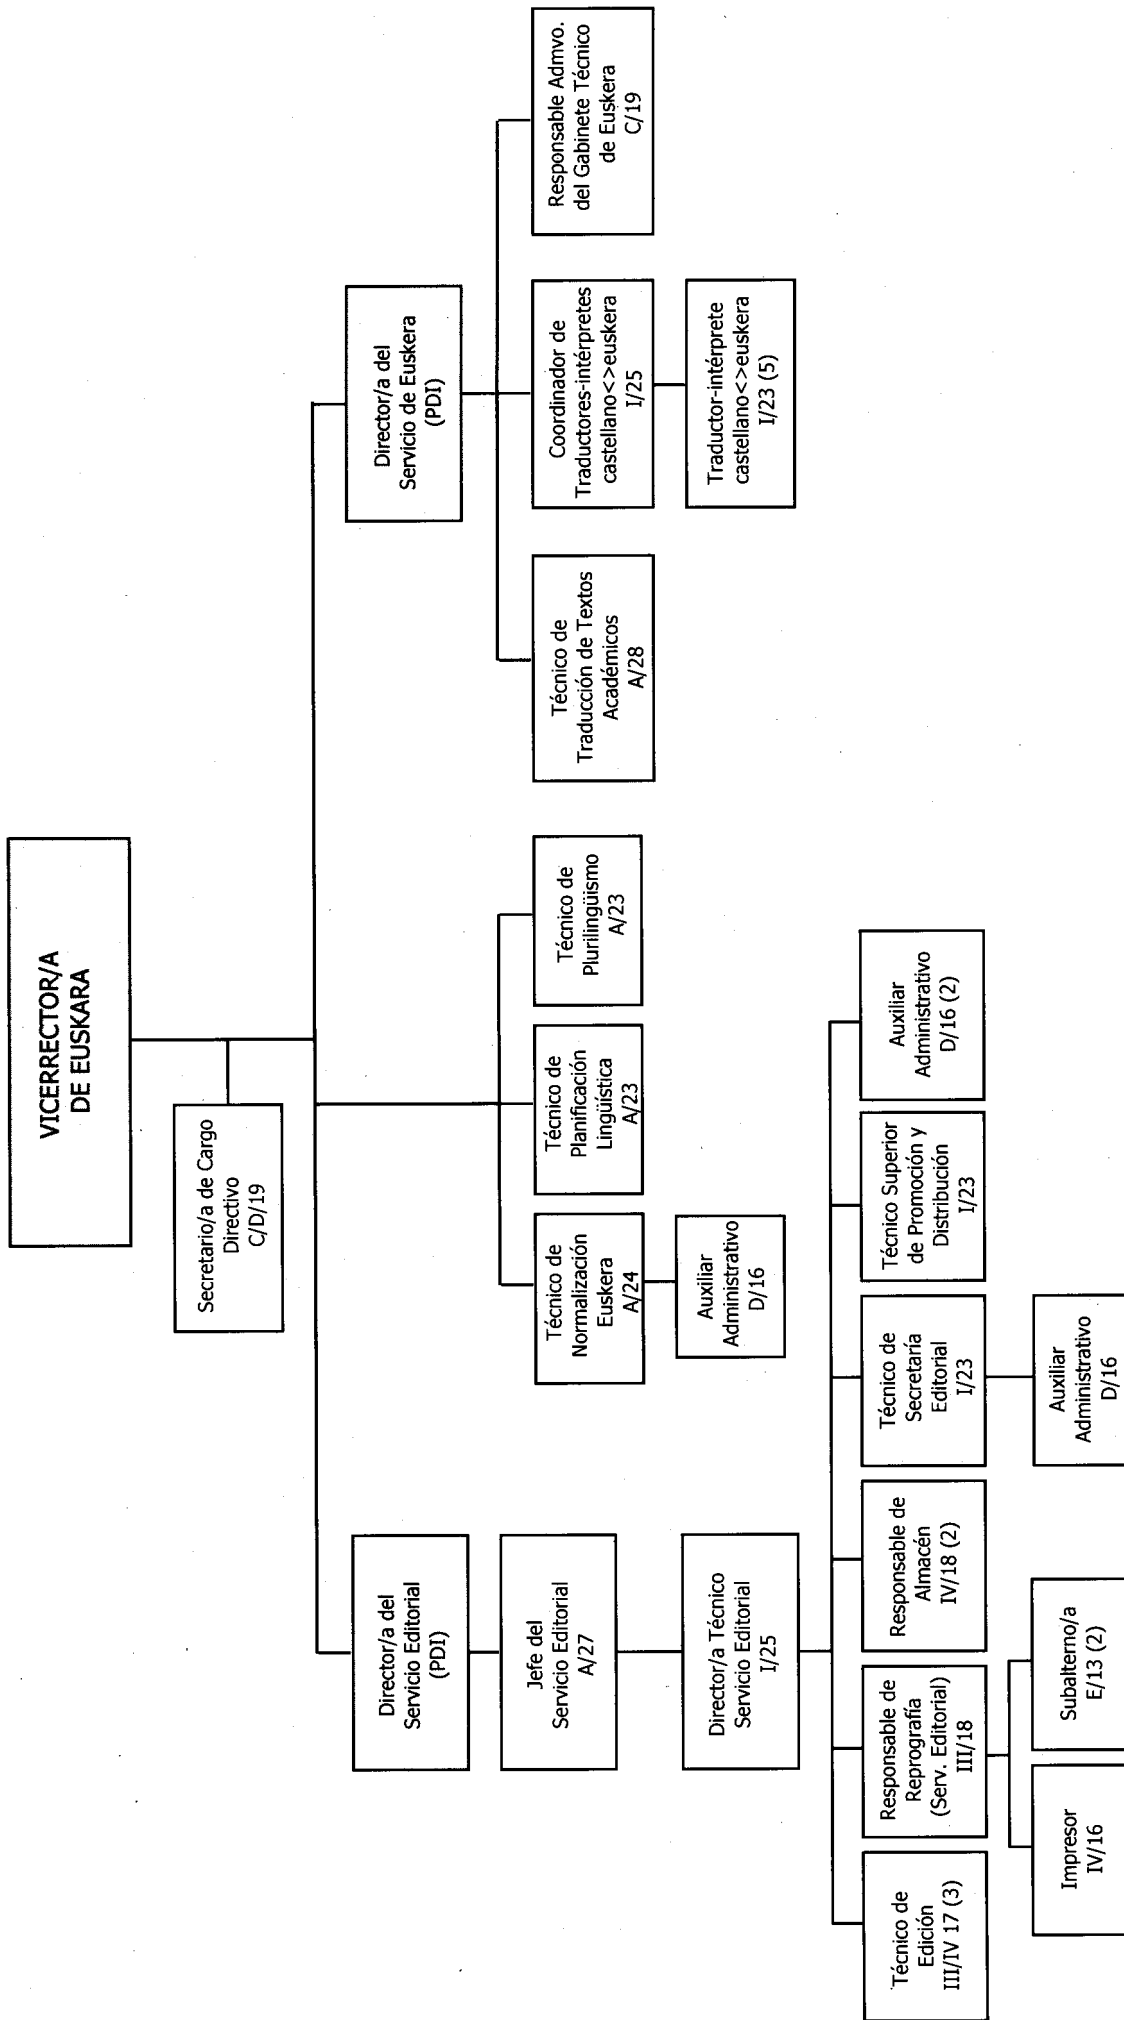 VICERRECTOR/A
DE EUSKARA
Secretario/a de Cargo
Directivo
C/D/19
Director/a del
Servicio Editorial
(PDI)
Jefe del
Servicio Editorial
A/27
Director/a Técnico
Servicio Editorial
I/25
Técnico de
Edición
III/IV 17 (3)
Responsable de
Reprografía
(Serv. Editorial)
III/18
Impresor
IV/16
Subalterno/a
E/13 (2)
Responsable de
Almacén
IV/18 (2)
Técnico de
Secretaría
Editorial
I/23
Auxiliar
Administrativo
D/16
Técnico Superior
de Promoción y
Distribución
I/23
Auxiliar
Administrativo
D/16 (2)
Técnico de
Normalización
Euskera
A/24
Auxiliar
Administrativo
D/16
Técnico de
Planificación
Lingüística
A/23
Técnico de
Plurilingüismo
A/23
Director/a del
Servicio de Euskera
(PDI)
Técnico de
Traducción de Textos
Académicos
A/28
Coordinador de
Traductores-intérpretes
castellano<>euskera
I/25
Traductor-intérprete
castellano<>euskera
I/23 (5)
Responsable Admvo.
del Gabinete Técnico
de Euskera
C/19